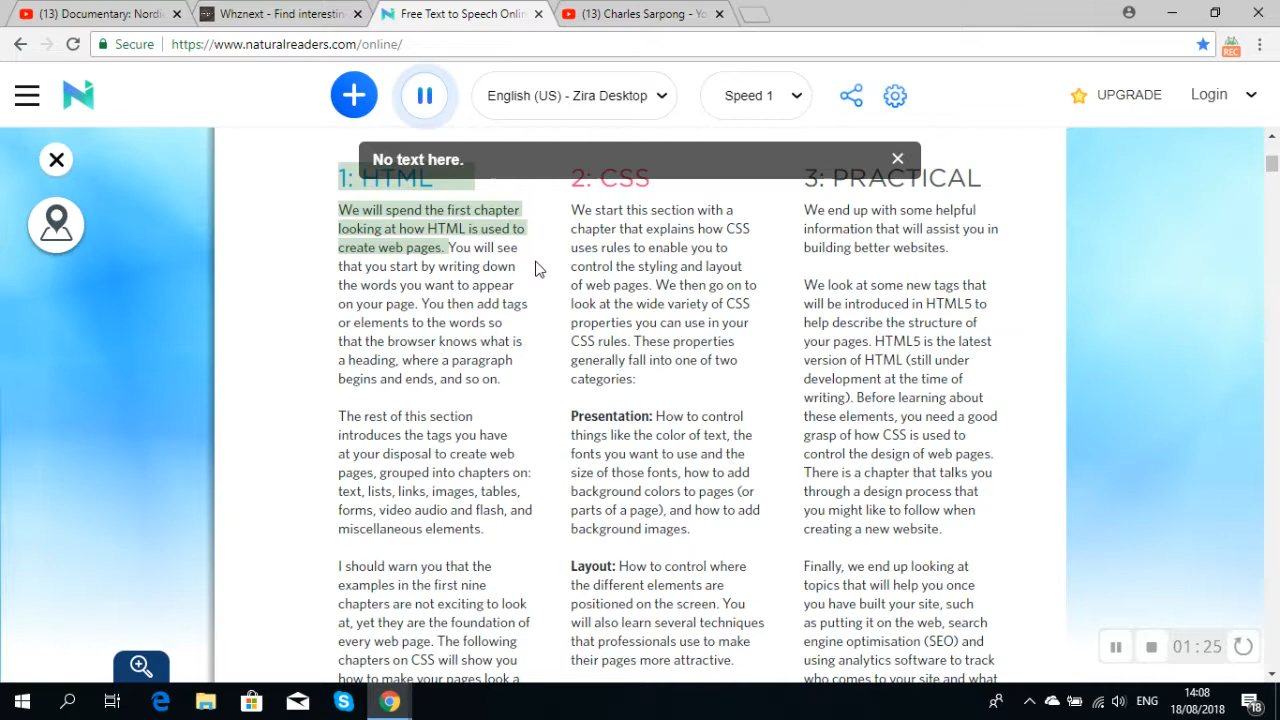 (13) Documentary: Nordi
Whznext - Find interestin
Free Text to Speech Onlin
(13) Charles Sarpong - Yo
Secure
https://www.naturalreaders.com/online/
REC
English (US) - Zira Desktop
Speed 1
UPGRADE
Login
No text here.
1: HTML
We will spend the first chapter
looking at how HTML is used to
create web pages. You will see
that you start by writing down
the words you want to appear
on your page. You then add tags
or elements to the words so
that the browser knows what is
a heading, where a paragraph
begins and ends, and so on.
The rest of this section
introduces the tags you have
at your disposal to create web
pages, grouped into chapters on:
text, lists, links, images, tables,
forms, video audio and flash, and
miscellaneous elements.
I should warn you that the
examples in the first nine
chapters are not exciting to look
at, yet they are the foundation of
every web page. The following
chapters on CSS will show you
how to make your pages look a
2: CSS
We start this section with a
chapter that explains how CSS
uses rules to enable you to
control the styling and layout
of web pages. We then go on to
look at the wide variety of CSS
properties you can use in your
CSS rules. These properties
generally fall into one of two
categories:
Presentation: How to control
things like the color of text, the
fonts you want to use and the
size of those fonts, how to add
background colors to pages (or
parts of a page), and how to add
background images.
Layout: How to control where
the different elements are
positioned on the screen. You
will also learn several techniques
that professionals use to make
their pages more attractive.
3: PRACTICAL
We end up with some helpful
information that will assist you in
building better websites.
We look at some new tags that
will be introduced in HTML5 to
help describe the structure of
your pages. HTML5 is the latest
version of HTML (still under
development at the time of
writing). Before learning about
these elements, you need a good
grasp of how CSS is used to
control the design of web pages.
There is a chapter that talks you
through a design process that
you might like to follow when
creating a new website.
Finally, we end up looking at
topics that will help you once
you have built your site, such
as putting it on the web, search
engine optimisation (SEO) and
using analytics software to track
who comes to your site and what
01:25
ENG
14:08
18/08/2018
18